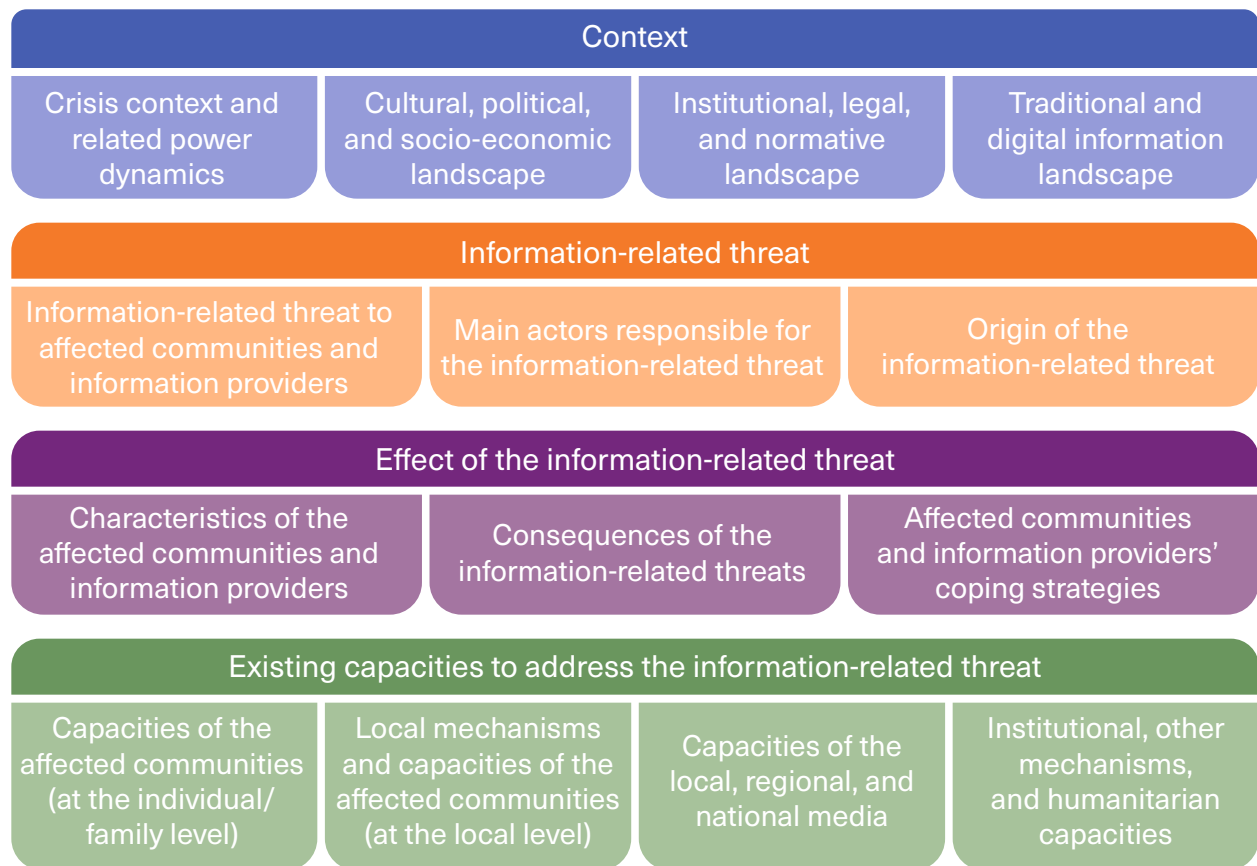 Context
Crisis context and
related power
dynamics
Cultural, political,
and socio-economic
landscape
Institutional, legal,
and normative
landscape
Traditional and
digital information
landscape
Information-related threat
Information-related threat to
affected communities and
information providers
Main actors responsible for
the information-related threat
Origin of the
information-related threat
Effect of the information-related threat
Characteristics of the
affected communities and
information providers
Consequences of the
information-related threats
Affected communities
and information providers’
coping strategies
Existing capacities to address the information-related threat
Capacities of the
affected communities
(at the individual/
family level)
Local mechanisms
and capacities of the
affected communities
(at the local level)
Capacities of the
local, regional, and
national media
Institutional, other
mechanisms,
and humanitarian
capacities